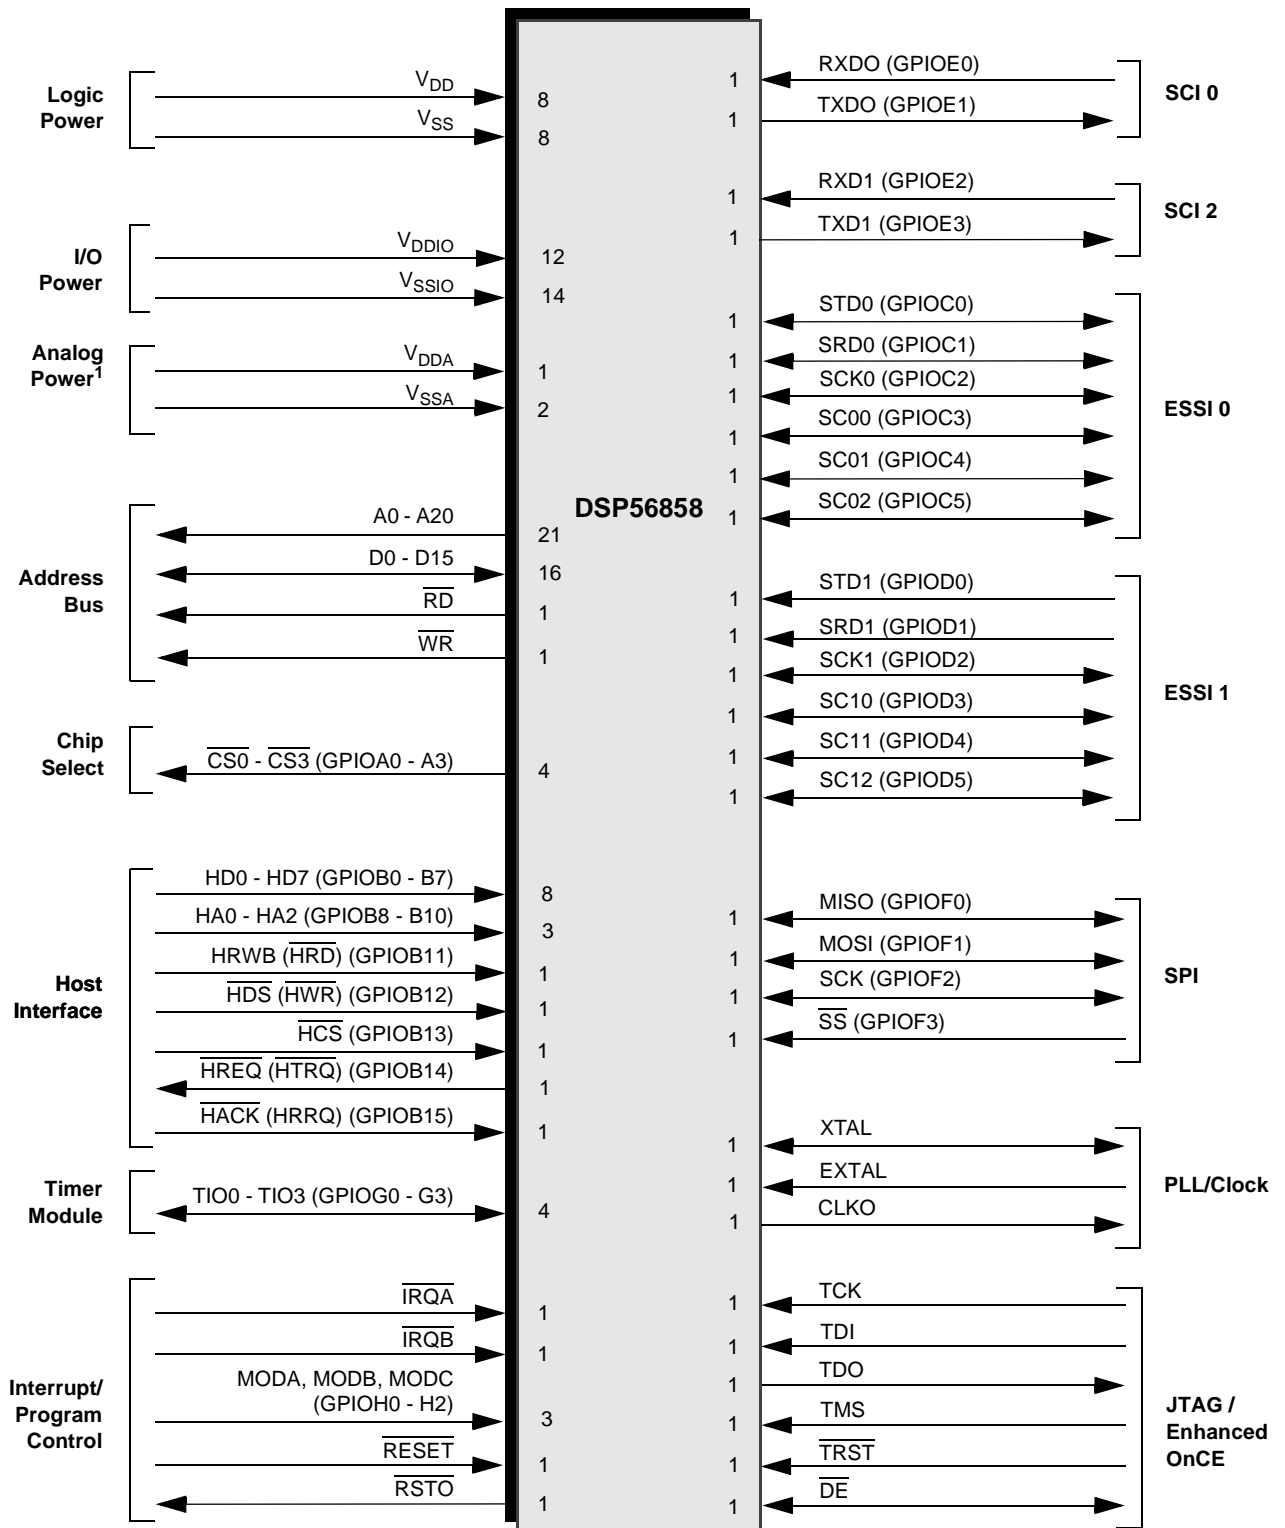 Logic
Power
VDD
8
VSS
8
I/O
Power
VDDIO
12
VSSIO
14
Analog
Power1
VDDA
1
VSSA
2
Address
Bus
A0 - A20
21
D0 - D15
16
RD
1
WR
1
Chip
Select
CS0 - CS3 (GPIOA0 - A3)
4
Host
Interface
HD0 - HD7 (GPIOB0 - B7)
8
HA0 - HA2 (GPIOB8 - B10)
3
HRWB (HRD) (GPIOB11)
1
HDS (HWR) (GPIOB12)
1
HCS (GPIOB13)
1
HREQ (HTRQ) (GPIOB14)
1
HACK (HRRQ) (GPIOB15)
1
Timer
Module
TIO0 - TIO3 (GPIOG0 - G3)
4
Interrupt/
Program
Control
IRQA
1
IRQB
1
MODA, MODB, MODC
(GPIOH0 - H2)
3
RESET
1
RSTO
1
DSP56858
1
RXDO (GPIOE0)
1
TXDO (GPIOE1)
SCI 0
1
RXD1 (GPIOE2)
1
TXD1 (GPIOE3)
SCI 2
1
STD0 (GPIOC0)
1
SRD0 (GPIOC1)
1
SCK0 (GPIOC2)
1
SC00 (GPIOC3)
1
SC01 (GPIOC4)
1
SC02 (GPIOC5)
ESSI 0
1
STD1 (GPIOD0)
1
SRD1 (GPIOD1)
1
SCK1 (GPIOD2)
1
SC10 (GPIOD3)
1
SC11 (GPIOD4)
1
SC12 (GPIOD5)
ESSI 1
1
MISO (GPIOF0)
1
MOSI (GPIOF1)
1
SCK (GPIOF2)
1
SS (GPIOF3)
SPI
1
XTAL
1
EXTAL
1
CLKO
PLL/Clock
1
TCK
1
TDI
1
TDO
1
TMS
1
TRST
1
DE
JTAG /
Enhanced
OnCE